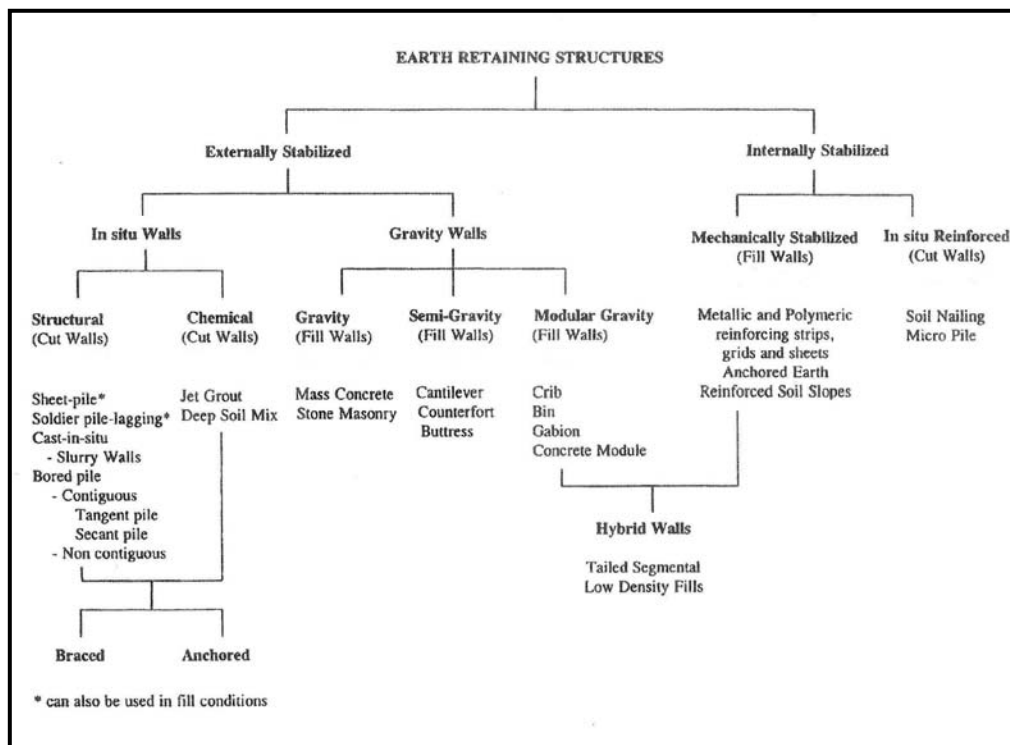 EARTH RETAINING STRUCTURES
Externally Stabilized
Internally Stabilized
In situ Walls
Gravity Walls
Mechanically Stabilized
(Fill Walls)
In situ Reinforced
(Cut Walls)
Structural
(Cut Walls)
Chemical
(Cut Walls)
Gravity
(Fill Walls)
Semi-Gravity
(Fill Walls)
Modular Gravity
(Fill Walls)
Metallic and Polymeric
reinforcing strips,
grids and sheets
Anchored Earth
Reinforced Soil Slopes
Soil Nailing
Micro Pile
Sheet-pile*
Soldier pile-lagging*
Cast-in-situ
- Slurry Walls
Bored pile
- Contiguous
Tangent pile
Secant pile
- Non contiguous
Jet Grout
Deep Soil Mix
Mass Concrete
Stone Masonry
Cantilever
Counterfort
Buttress
Crib
Bin
Gabion
Concrete Module
Hybrid Walls
Tailed Segmental
Low Density Fills
Braced
Anchored
* can also be used in fill conditions